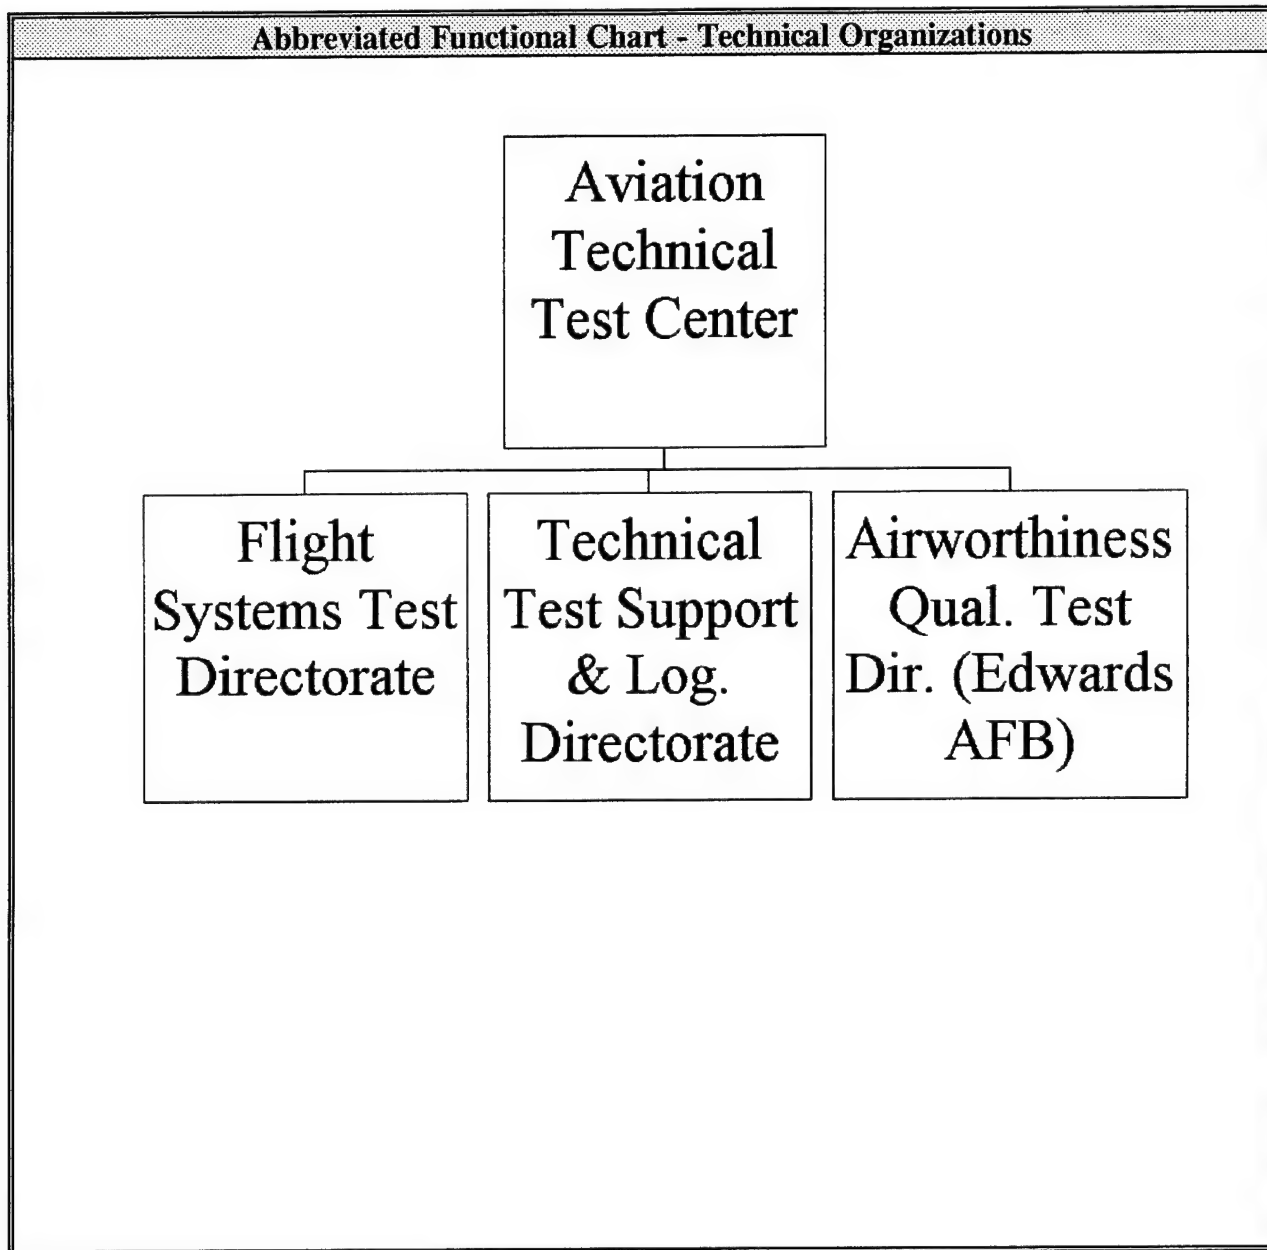 Abbreviated Functional Chart - Technical Organizations
Aviation
Technical
Test Center
Flight
Systems Test
Directorate
Technical
Test Support
& Log.
Directorate
Airworthiness
Qual. Test
Dir. (Edwards
AFB)